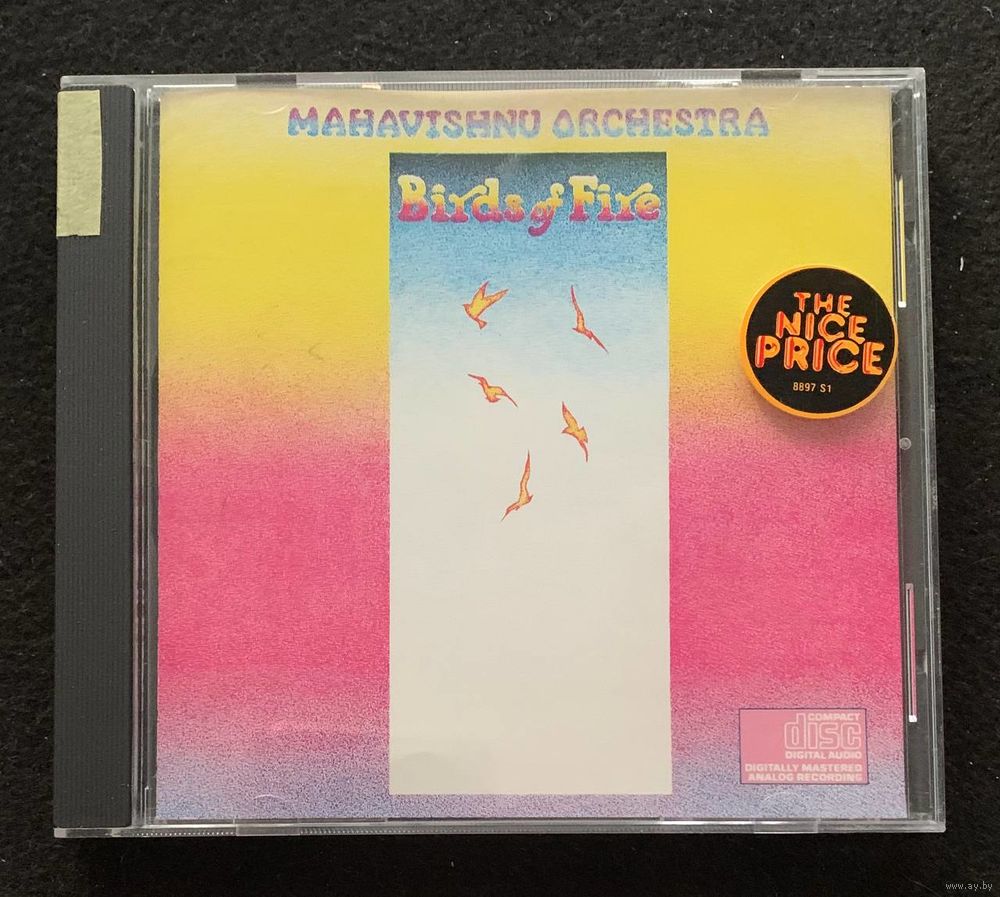 MAHAVISHNU ORCHESTRA
Birds of Fire
THE
NICE
PRICE
8897 S1
COMPACT
disc
DIGITAL AUDIO
DIGITALLY MASTERED
ANALOG RECORDING
www.ay.by